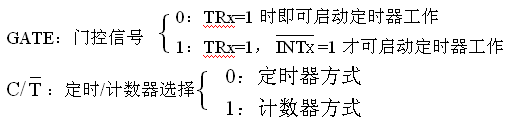 GATE：门控信号
0：TRx=1 时即可启动定时器工作
1：TRx=1，I̅N̅T̅x̅=1 才可启动定时器工作
C/T̅：定时/计数器选择
0：定时器方式
1：计数器方式